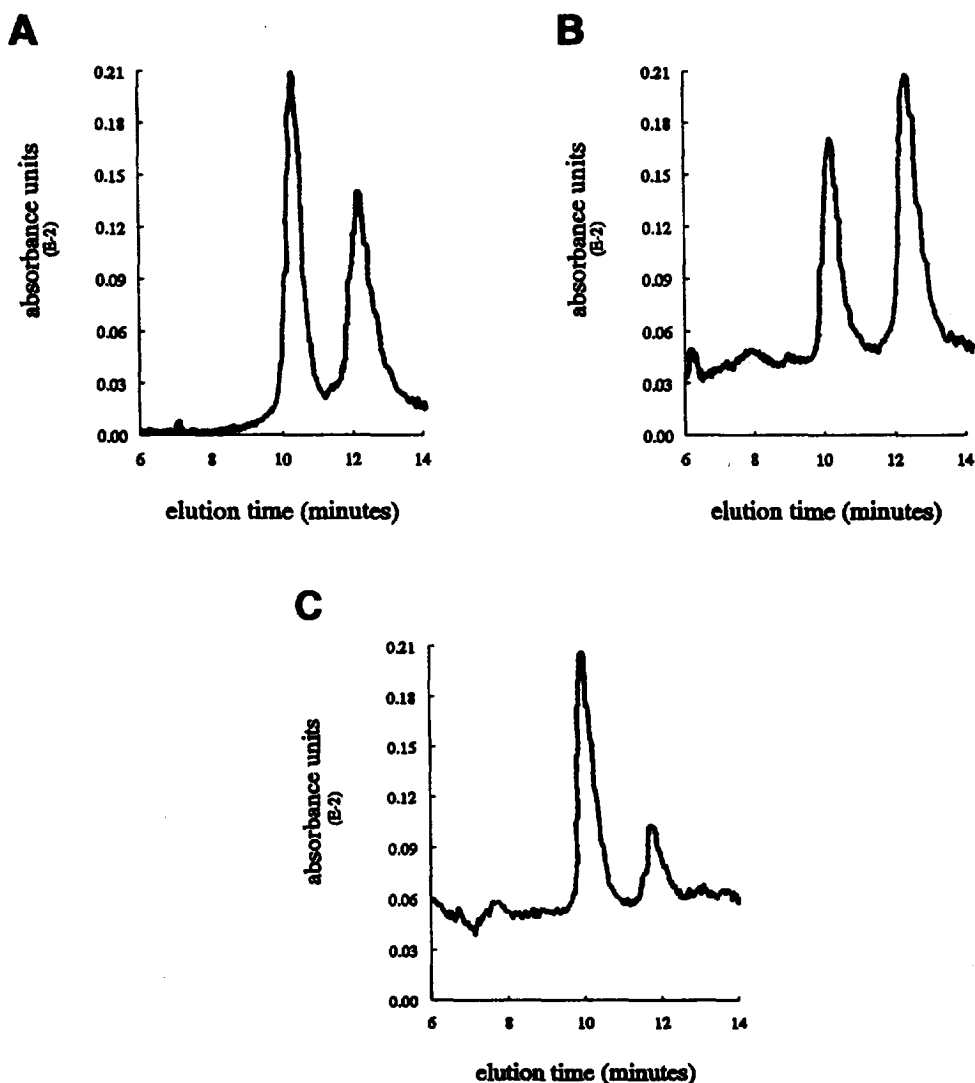 A
absorbance units
(E-2)
0.21
0.18
0.15
0.12
0.09
0.06
0.03
0.00
6 8 10 12 14
elution time (minutes)
B
absorbance units
(E-2)
0.21
0.18
0.15
0.12
0.09
0.06
0.03
0.00
6 8 10 12 14
elution time (minutes)
C
absorbance units
(E-2)
0.21
0.18
0.15
0.12
0.09
0.06
0.03
0.00
6 8 10 12 14
elution time (minutes)